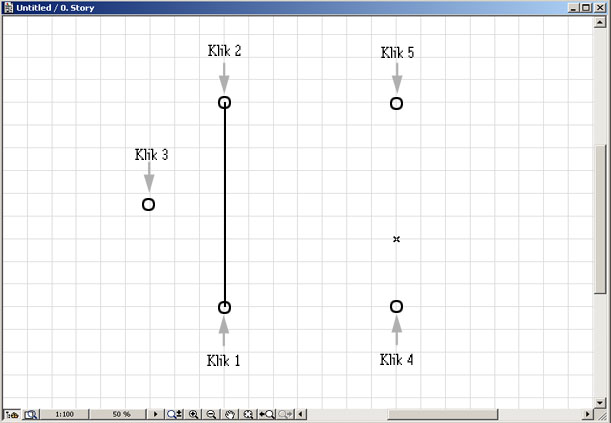 Untitled / 0. Story
Klik 2
Klik 5
Klik 3
Klik 1
Klik 4
1:100
50 %